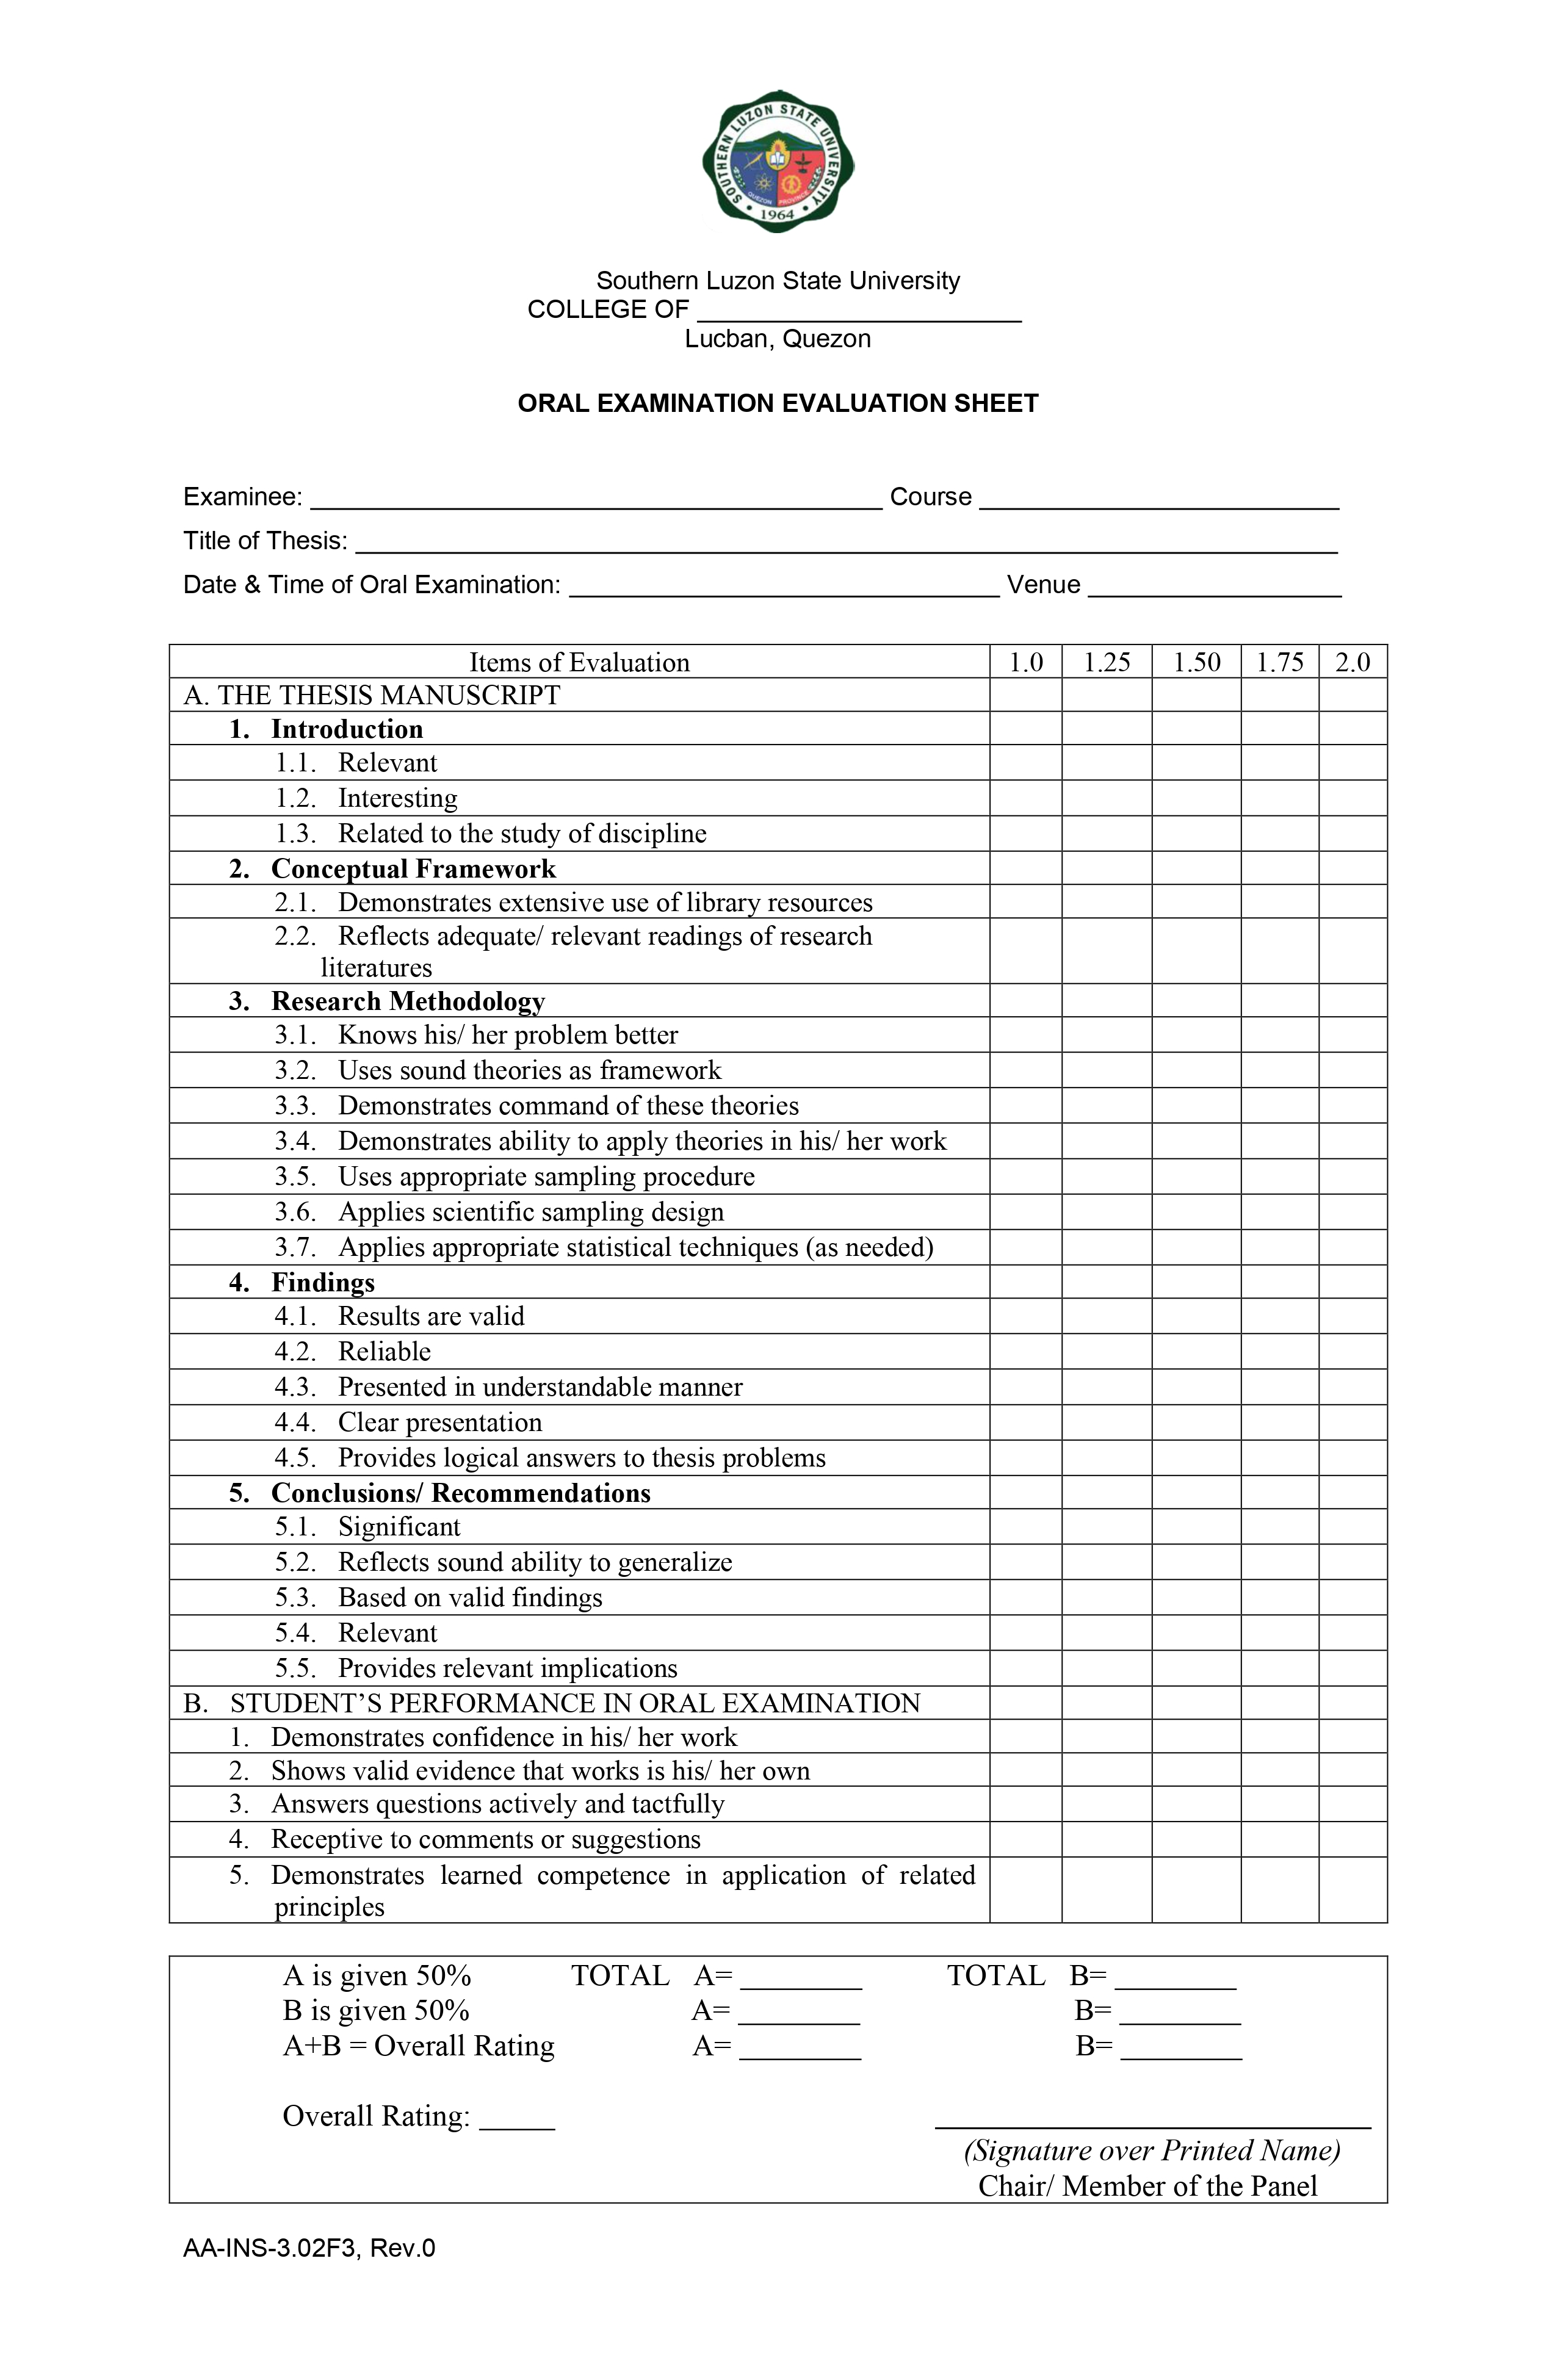 SOUTHERN LUZON STATE UNIVERSITY
QUEZON PROVINCE
• 1964 •
Southern Luzon State University
COLLEGE OF ______________________
Lucban, Quezon
ORAL EXAMINATION EVALUATION SHEET
Examinee: ______________________ Course ______________________
Title of Thesis: ______________________
Date & Time of Oral Examination: ______________________ Venue ______________________
Items of Evaluation 1.0 1.25 1.50 1.75 2.0
A. THE THESIS MANUSCRIPT
1. Introduction
1.1. Relevant
1.2. Interesting
1.3. Related to the study of discipline
2. Conceptual Framework
2.1. Demonstrates extensive use of library resources
2.2. Reflects adequate/ relevant readings of research
literatures
3. Research Methodology
3.1. Knows his/ her problem better
3.2. Uses sound theories as framework
3.3. Demonstrates command of these theories
3.4. Demonstrates ability to apply theories in his/ her work
3.5. Uses appropriate sampling procedure
3.6. Applies scientific sampling design
3.7. Applies appropriate statistical techniques (as needed)
4. Findings
4.1. Results are valid
4.2. Reliable
4.3. Presented in understandable manner
4.4. Clear presentation
4.5. Provides logical answers to thesis problems
5. Conclusions/ Recommendations
5.1. Significant
5.2. Reflects sound ability to generalize
5.3. Based on valid findings
5.4. Relevant
5.5. Provides relevant implications
B. STUDENT’S PERFORMANCE IN ORAL EXAMINATION
1. Demonstrates confidence in his/ her work
2. Shows valid evidence that works is his/ her own
3. Answers questions actively and tactfully
4. Receptive to comments or suggestions
5. Demonstrates learned competence in application of related
principles
A is given 50% TOTAL A= ________ TOTAL B= ________
B is given 50% A= ________ B= ________
A+B = Overall Rating A= ________ B= ________
Overall Rating: _____
(Signature over Printed Name)
Chair/ Member of the Panel
AA-INS-3.02F3, Rev.0